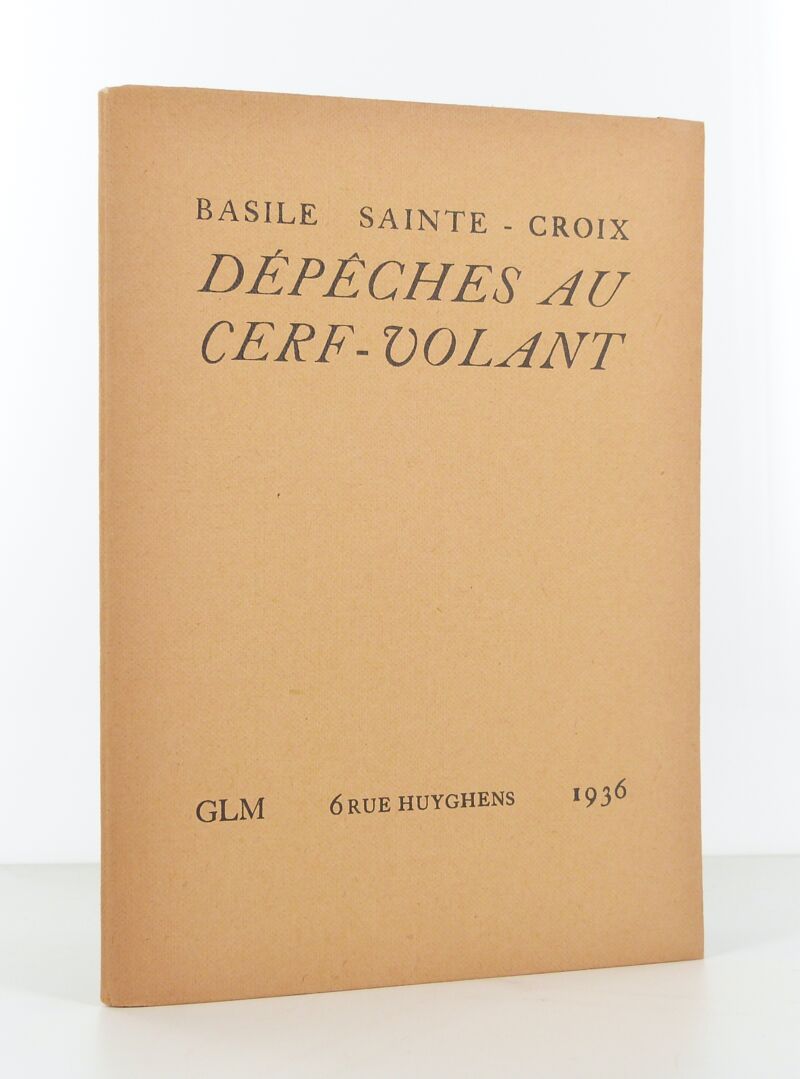 BASILE SAINTE - CROIX
DÉPÊCHES AU
CERF-VOLANT
GLM 6 RUE HUYGHENS 1936